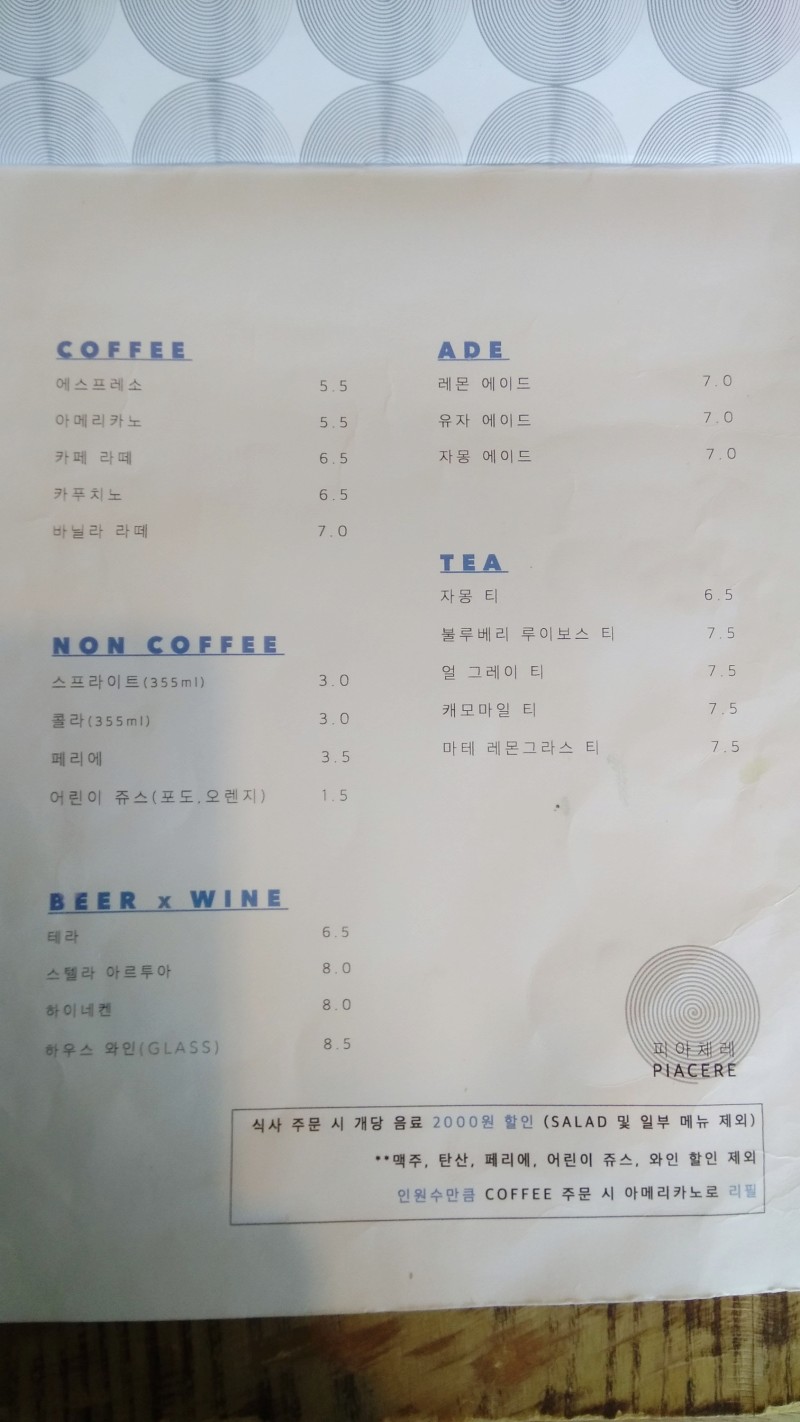 COFFEE
에스프레소 5.5
아메리카노 5.5
카페 라떼 6.5
카푸치노 6.5
바닐라 라떼 7.0
NON COFFEE
스프라이트(355ml) 3.0
콜라(355ml) 3.0
페리에 3.5
어린이 쥬스(포도,오렌지) 1.5
BEER x WINE
테라 6.5
스텔라 아르투아 8.0
하이네켄 8.0
하우스 와인(GLASS) 8.5
ADE
레몬 에이드 7.0
유자 에이드 7.0
자몽 에이드 7.0
TEA
자몽 티 6.5
불루베리 루이보스 티 7.5
얼 그레이 티 7.5
캐모마일 티 7.5
마테 레몬그라스 티 7.5
피아체레
PIACERE
식사 주문 시 개당 음료 2000원 할인 (SALAD 및 일부 메뉴 제외)
**맥주, 탄산, 페리에, 어린이 쥬스, 와인 할인 제외
인원수만큼 COFFEE 주문 시 아메리카노로 리필